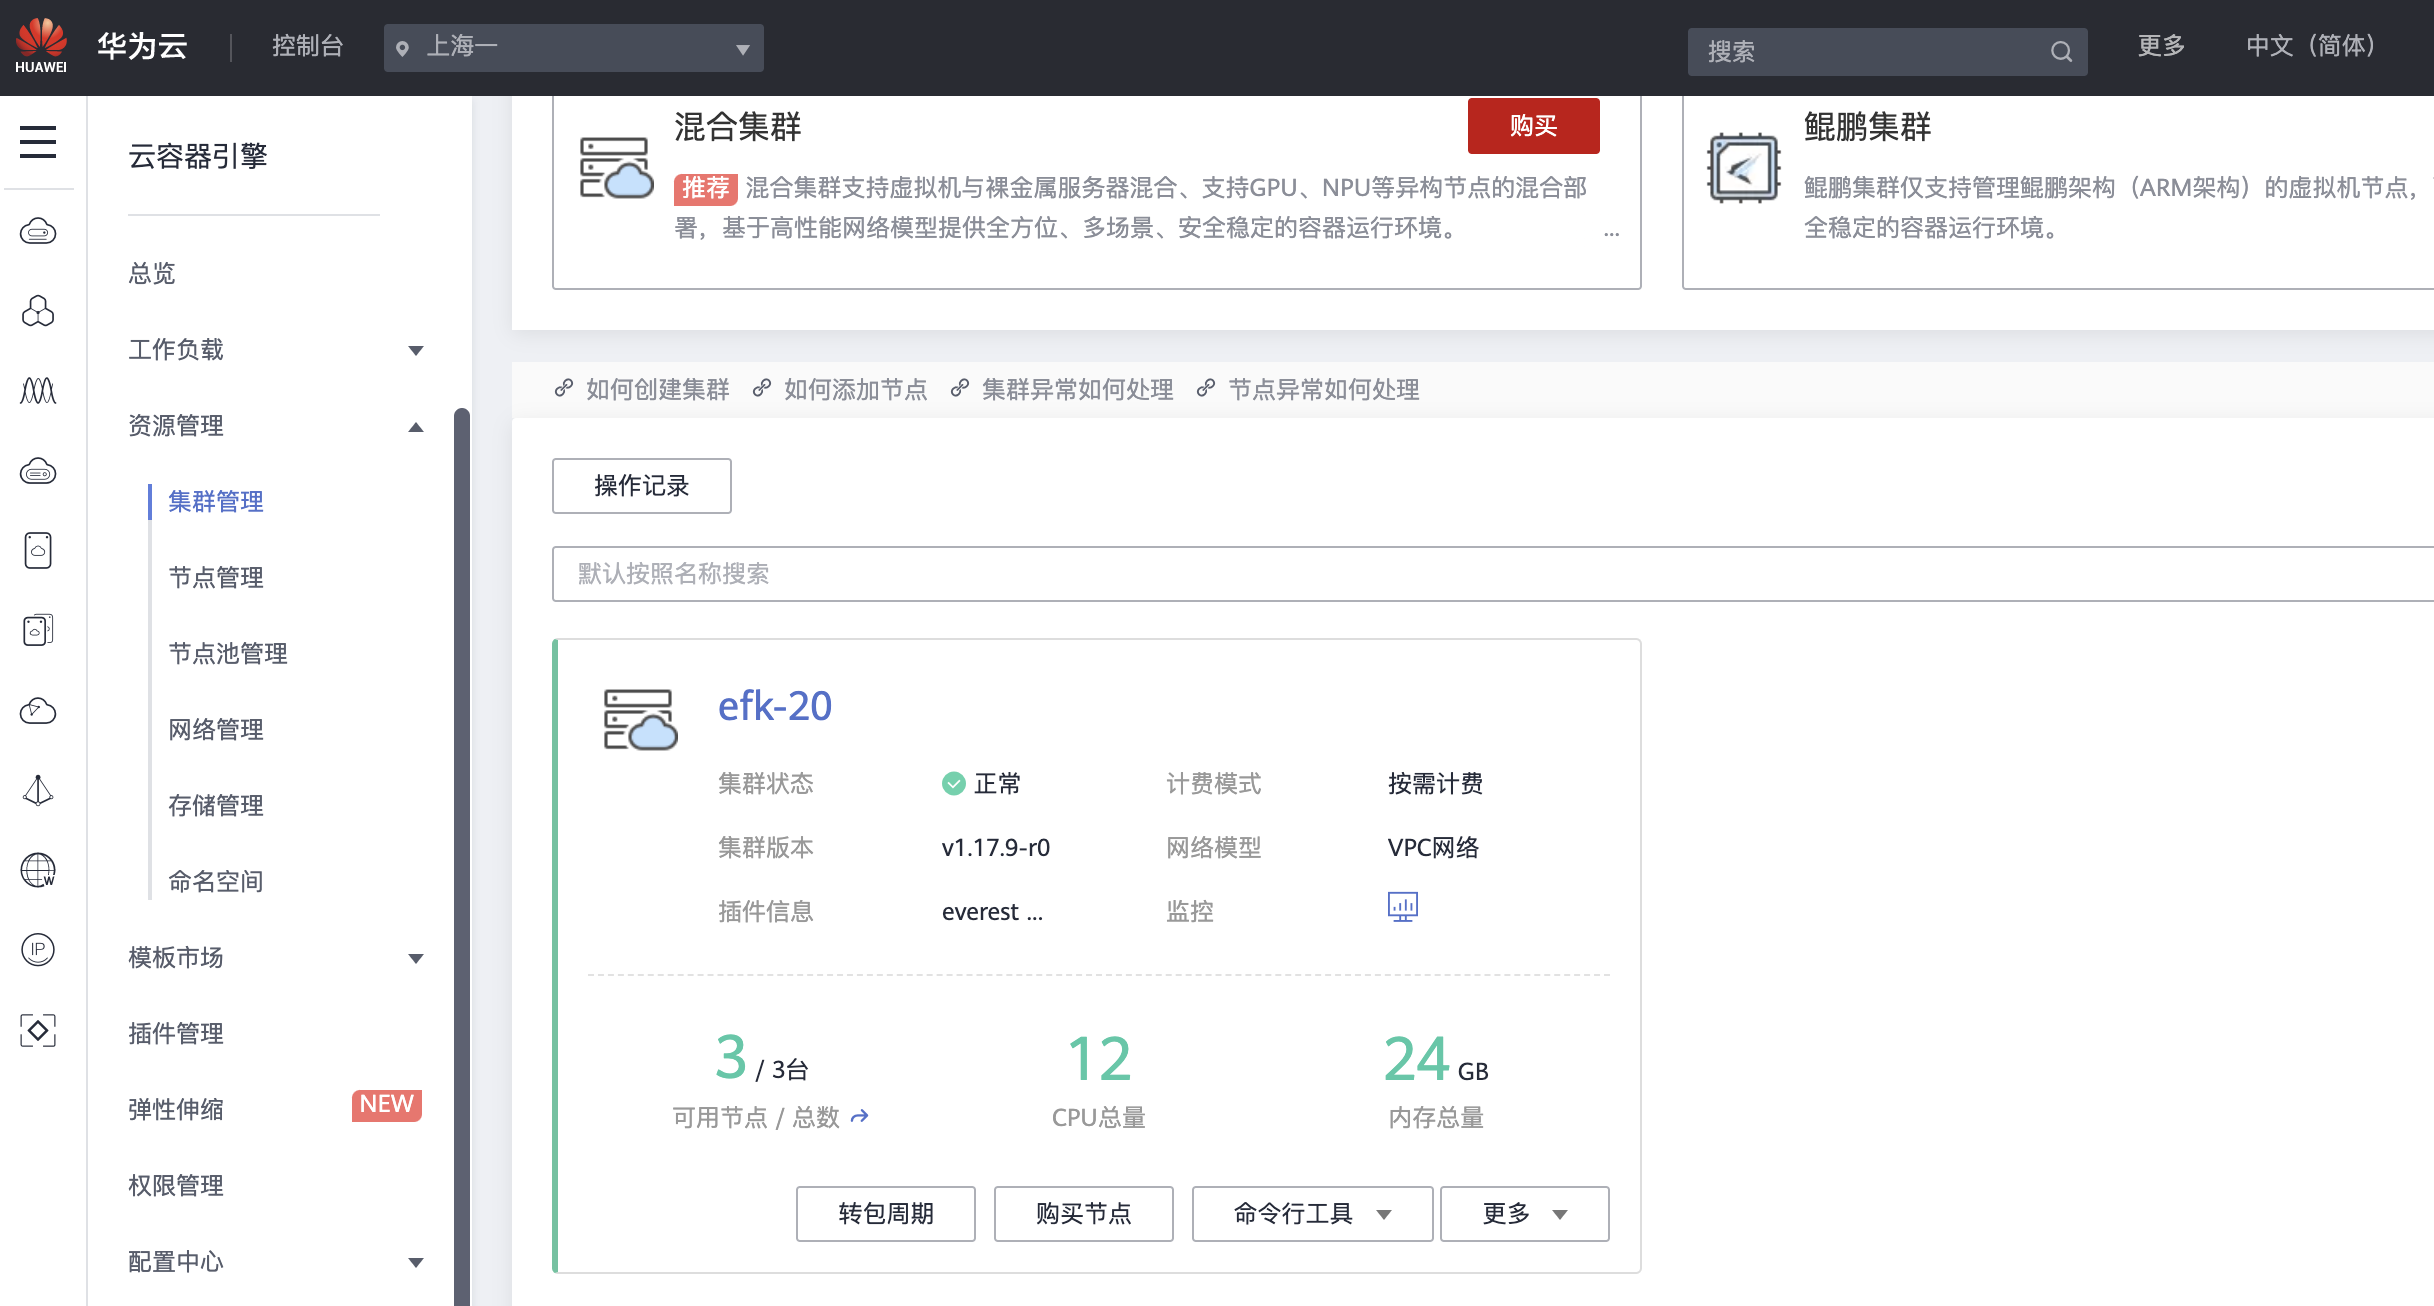 HUAWEI
华为云
控制台
上海一
搜索
更多
中文（简体）
云容器引擎
总览
工作负载
资源管理
集群管理
节点管理
节点池管理
网络管理
存储管理
命名空间
模板市场
插件管理
弹性伸缩
NEW
权限管理
配置中心
W
IP
混合集群
购买
推荐 混合集群支持虚拟机与裸金属服务器混合、支持GPU、NPU等异构节点的混合部
署，基于高性能网络模型提供全方位、多场景、安全稳定的容器运行环境。
...
鲲鹏集群
鲲鹏集群仅支持管理鲲鹏架构（ARM架构）的虚拟机节点，
全稳定的容器运行环境。
如何创建集群 如何添加节点 集群异常如何处理 节点异常如何处理
操作记录
默认按照名称搜索
efk-20
集群状态 正常 计费模式 按需计费
集群版本 v1.17.9-r0 网络模型 VPC网络
插件信息 everest ... 监控
3 / 3台 12 24 GB
可用节点 / 总数 CPU总量 内存总量
转包周期 购买节点 命令行工具 更多